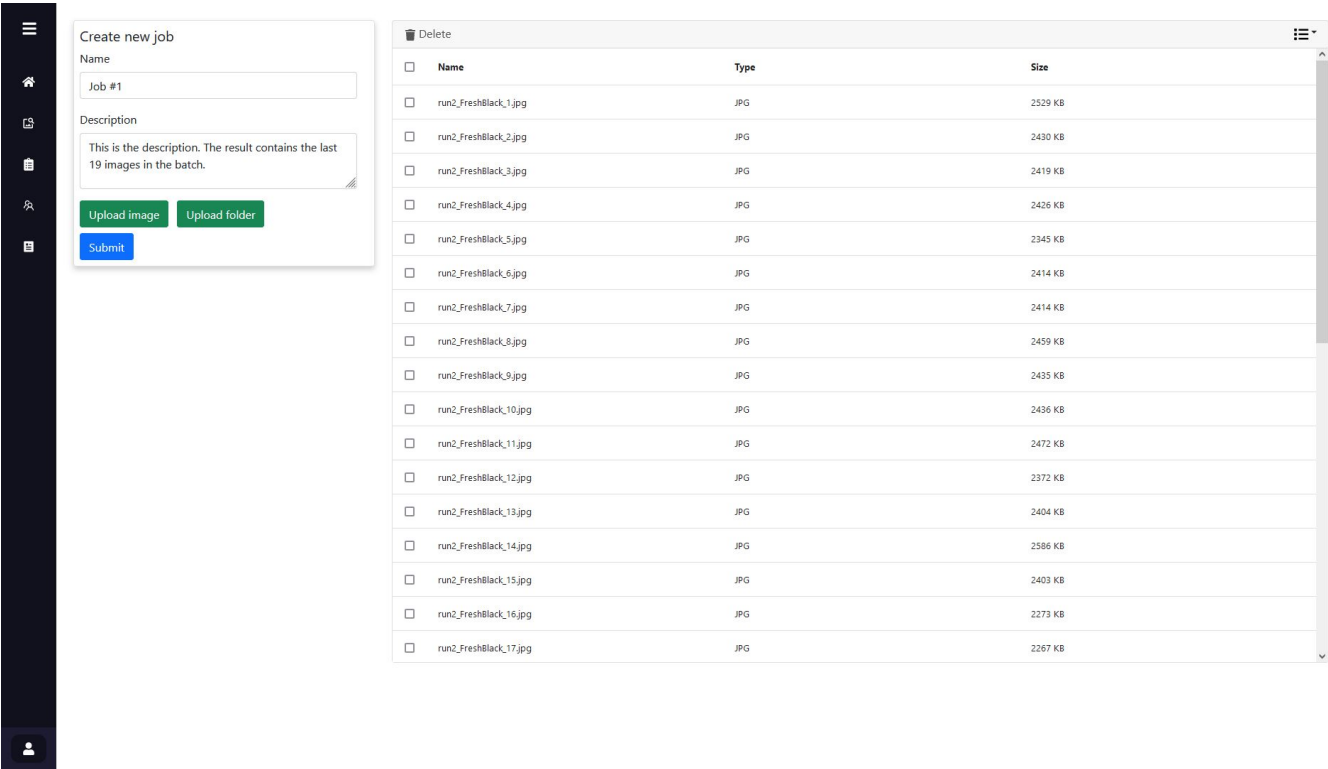 Create new job
Name
Job #1
Description
This is the description. The result contains the last
19 images in the batch.
Upload image Upload folder
Submit
Delete
Name Type Size
run2_FreshBlack_1.jpg JPG 2529 KB
run2_FreshBlack_2.jpg JPG 2430 KB
run2_FreshBlack_3.jpg JPG 2419 KB
run2_FreshBlack_4.jpg JPG 2426 KB
run2_FreshBlack_5.jpg JPG 2345 KB
run2_FreshBlack_6.jpg JPG 2414 KB
run2_FreshBlack_7.jpg JPG 2414 KB
run2_FreshBlack_8.jpg JPG 2459 KB
run2_FreshBlack_9.jpg JPG 2435 KB
run2_FreshBlack_10.jpg JPG 2436 KB
run2_FreshBlack_11.jpg JPG 2472 KB
run2_FreshBlack_12.jpg JPG 2372 KB
run2_FreshBlack_13.jpg JPG 2404 KB
run2_FreshBlack_14.jpg JPG 2586 KB
run2_FreshBlack_15.jpg JPG 2403 KB
run2_FreshBlack_16.jpg JPG 2273 KB
run2_FreshBlack_17.jpg JPG 2267 KB